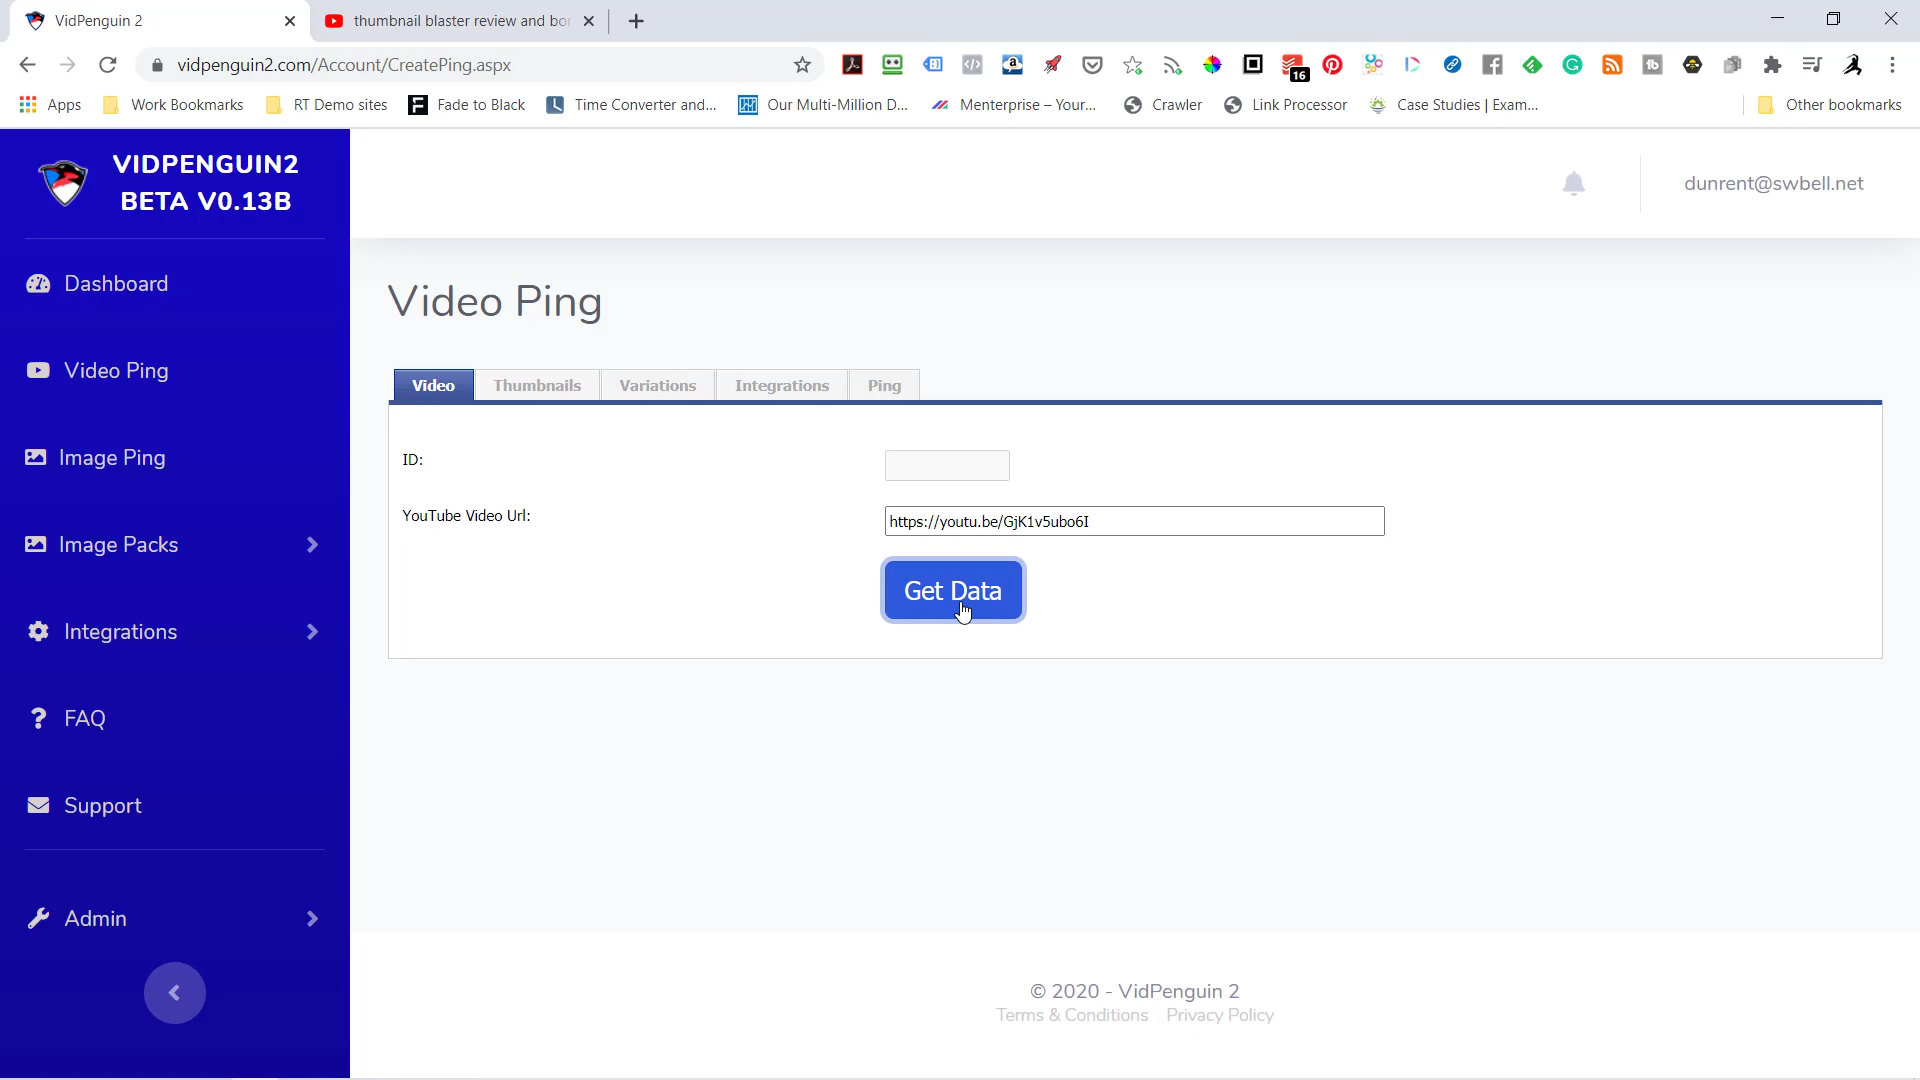 VidPenguin 2
thumbnail blaster review and bo
vidpenguin2.com/Account/CreatePing.aspx
16
Apps
Work Bookmarks
RT Demo sites
Fade to Black
Time Converter and...
Our Multi-Million D...
Menterprise – Your...
Crawler
Link Processor
Case Studies | Exam...
Other bookmarks
VIDPENGUIN2
BETA V0.13B
dunrent@swbell.net
Dashboard
Video Ping
Image Ping
Image Packs
Integrations
FAQ
Support
Admin
Video Ping
Video
Thumbnails
Variations
Integrations
Ping
ID:
YouTube Video Url:
https://youtu.be/GjK1v5ubo6I
Get Data
© 2020 - VidPenguin 2
Terms & Conditions
Privacy Policy